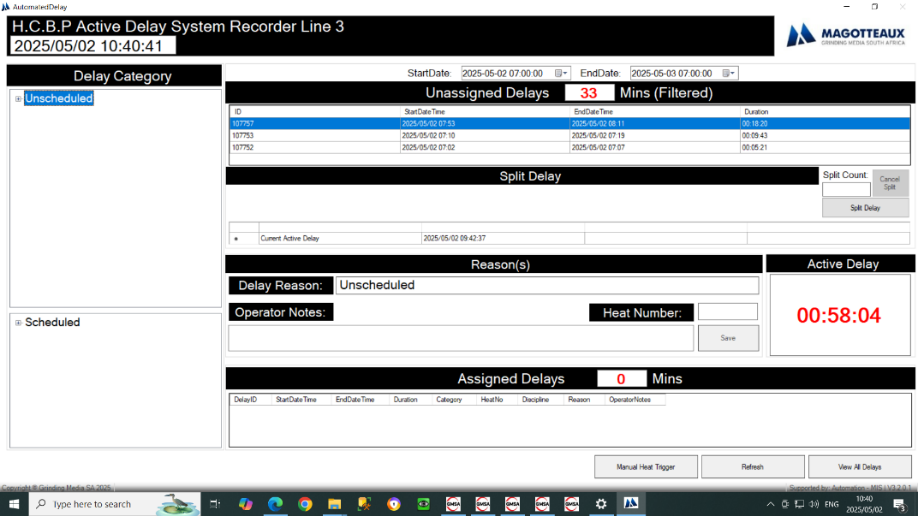 AutomatedDelay
H.C.B.P Active Delay System Recorder Line 3
2025/05/02 10:40:41
MAGOTTEAUX
GRINDING MEDIA SOUTH AFRICA
Delay Category
StartDate: 2025-05-02 07:00:00 EndDate: 2025-05-03 07:00:00
Unassigned Delays 33 Mins (Filtered)
Unscheduled
ID StartDateTime EndDateTime Duration
107757 2025/05/02 07:53 2025/05/02 08:11 00:18:20
107753 2025/05/02 07:10 2025/05/02 07:19 00:09:43
107752 2025/05/02 07:02 2025/05/02 07:07 00:05:21
Split Delay
Split Count:
Cancel
Split
Split Delay
Current Active Delay 2025/05/02 09:42:37
Reason(s)
Active Delay
Delay Reason: Unscheduled
Operator Notes:
Heat Number:
00:58:04
Save
Scheduled
Assigned Delays 0 Mins
DelayID StartDateTime EndDateTime Duration Category HeatNo Discipline Reason OperatorNotes
Manual Heat Trigger
Refresh
View All Delays
Copyright © Grinding Media SA 2025
Supported by: Automation - MIS | V3.2.0.1
Type here to search
GMSA GMSA GMSA GMSA GMSA
ENG
10:40
2025/05/02
3